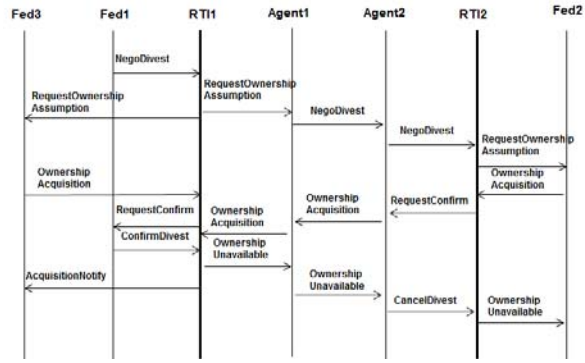 Fed3 Fed1 RTI1 Agent1 Agent2 RTI2 Fed2
NegoDivest
RequestOwnership
Assumption
RequestOwnership
Assumption
NegoDivest
NegoDivest
RequestOwnership
Assumption
Ownership
Acquisition
Ownership
Acquisition
RequestConfirm
Ownership
Acquisition
RequestConfirm
Ownership
Acquisition
ConfirmDivest
Ownership
Unavailable
AcquisitionNotify
Ownership
Unavailable
CancelDivest
Ownership
Unavailable